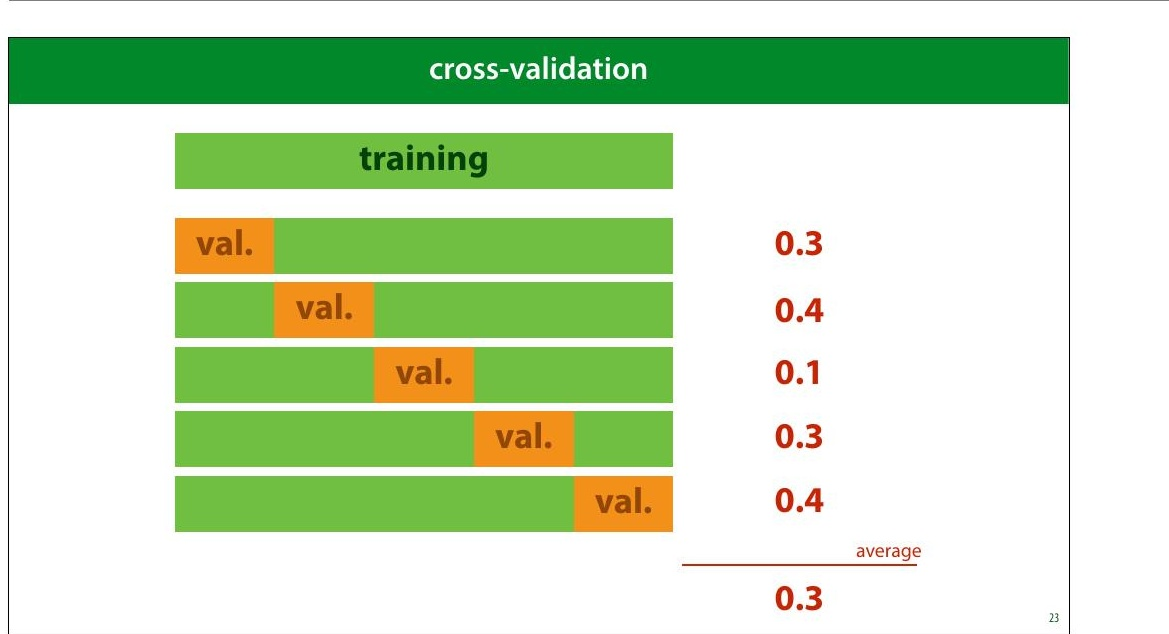 cross-validation
training
val. 0.3
val. 0.4
val. 0.1
val. 0.3
val. 0.4
average
0.3
23